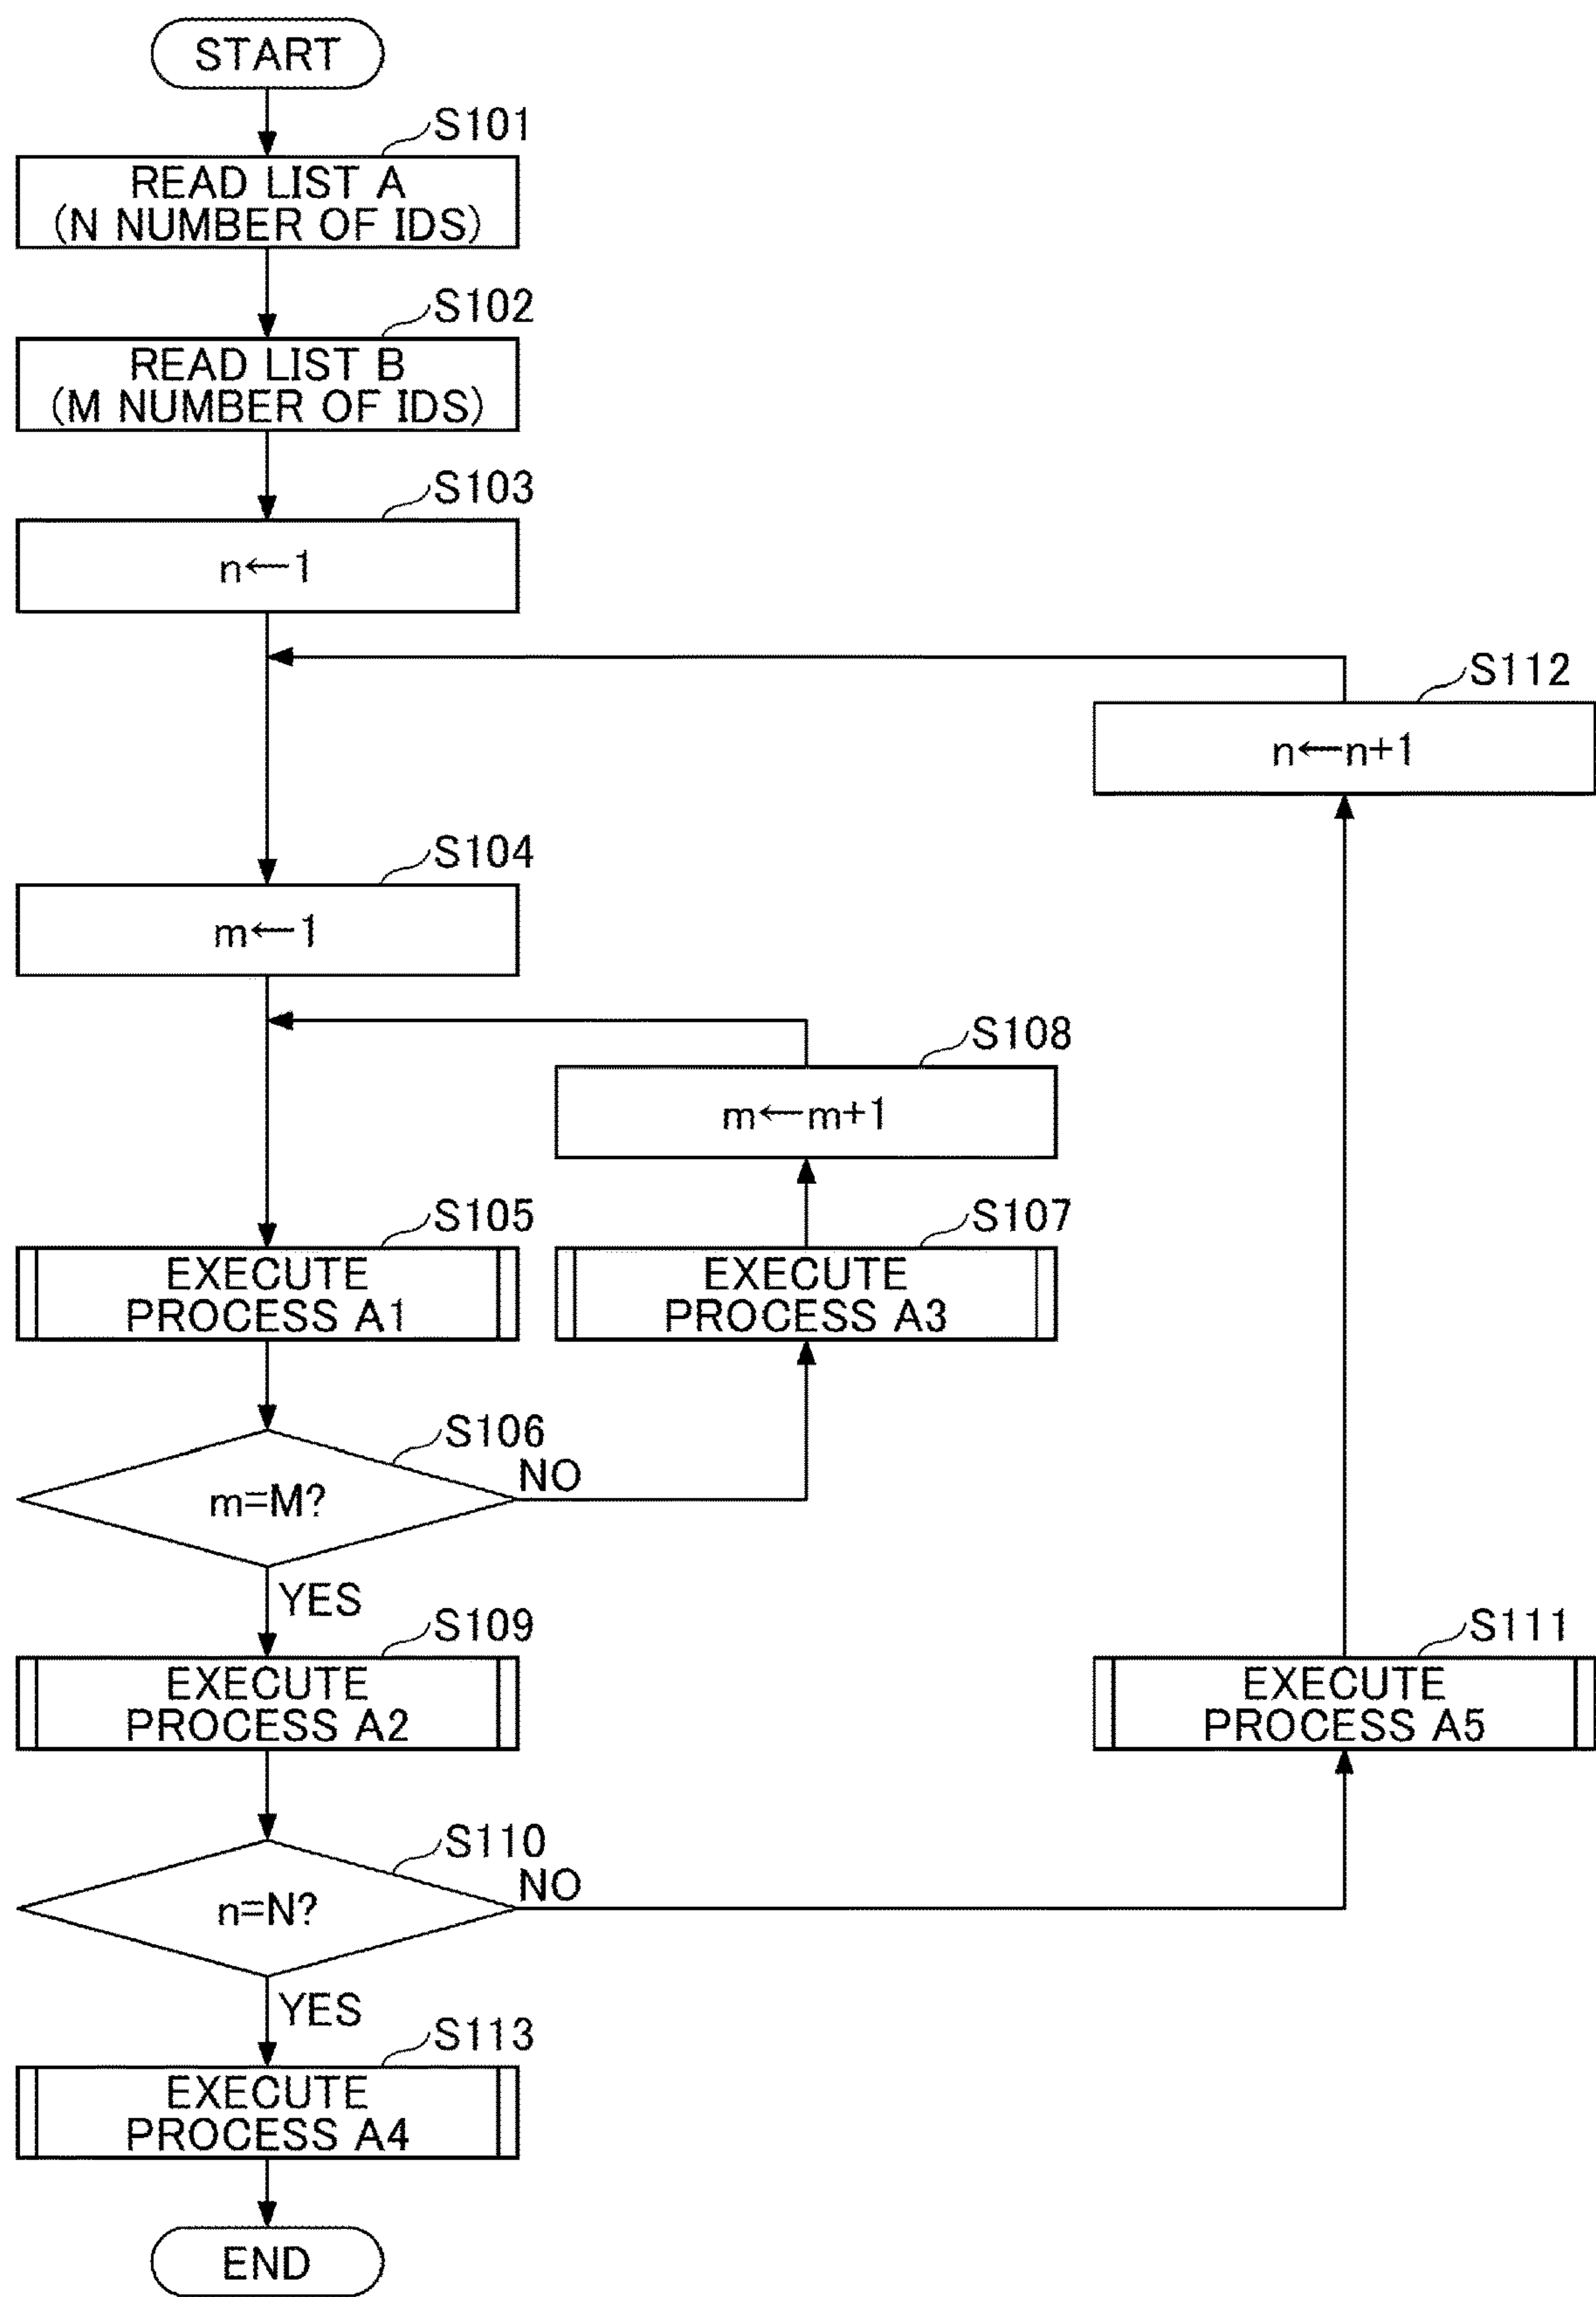 START
S101
READ LIST A
(N NUMBER OF IDS)
S102
READ LIST B
(M NUMBER OF IDS)
S103
n←1
S112
n←n+1
S104
m←1
S108
m←m+1
S105
EXECUTE
PROCESS A1
S107
EXECUTE
PROCESS A3
S106
m=M?
NO
YES
S109
EXECUTE
PROCESS A2
S111
EXECUTE
PROCESS A5
S110
n=N?
NO
YES
S113
EXECUTE
PROCESS A4
END